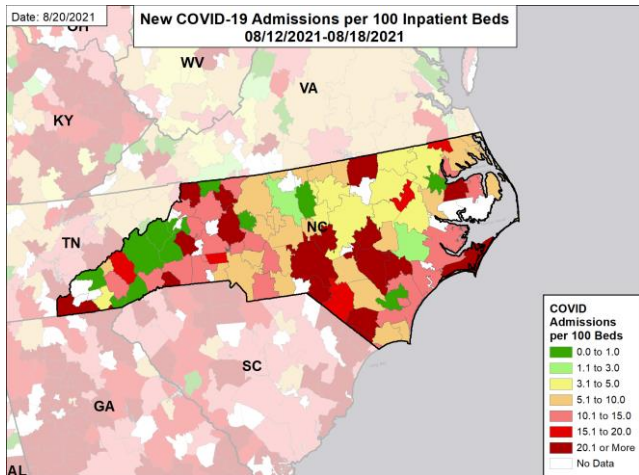 Date: 8/20/2021
New COVID-19 Admissions per 100 Inpatient Beds
08/12/2021-08/18/2021
OH
WV
VA
KY
TN
NC
SC
GA
AL
COVID
Admissions
per 100 Beds
0.0 to 1.0
1.1 to 3.0
3.1 to 5.0
5.1 to 10.0
10.1 to 15.0
15.1 to 20.0
20.1 or More
No Data